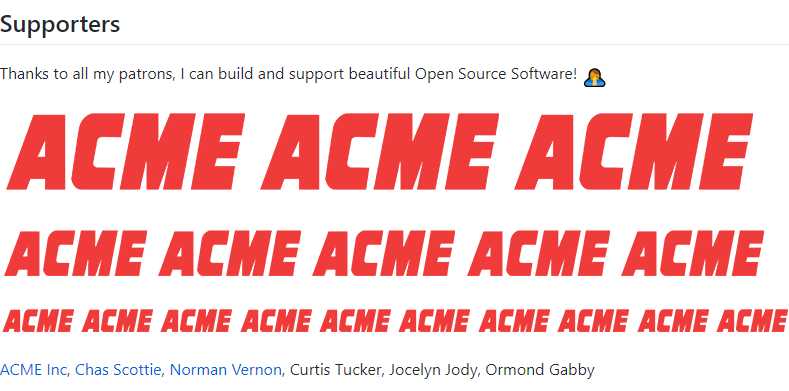 Supporters
Thanks to all my patrons, I can build and support beautiful Open Source Software!
ACME ACME ACME
ACME ACME ACME ACME ACME
ACME ACME ACME ACME ACME ACME ACME ACME ACME ACME
ACME Inc, Chas Scottie, Norman Vernon, Curtis Tucker, Jocelyn Jody, Ormond Gabby